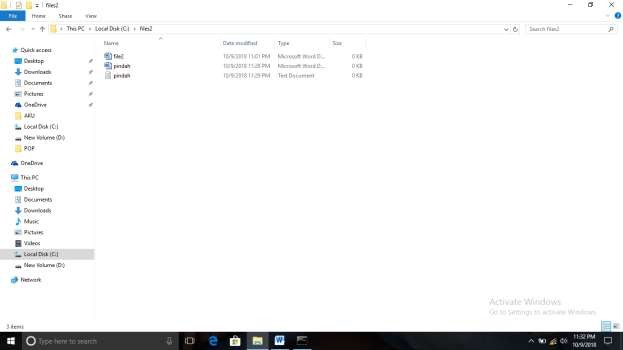 files2
File
Home
Share
View
This PC
Local Disk (C:)
files2
Search files2
Name
Date modified
Type
Size
file2
10/9/2018 11:01 PM
Microsoft Word D...
0 KB
pindah
10/9/2018 11:28 PM
Microsoft Word D...
0 KB
pindah
10/9/2018 11:29 PM
Text Document
0 KB
Quick access
Desktop
Downloads
Documents
Pictures
OneDrive
AKU
Local Disk (C:)
New Volume (D:)
POP
OneDrive
This PC
Desktop
Documents
Downloads
Music
Pictures
Videos
Local Disk (C:)
New Volume (D:)
Network
3 items
Activate Windows
Go to Settings to activate Windows.
Type here to search
11:32 PM
10/9/2018